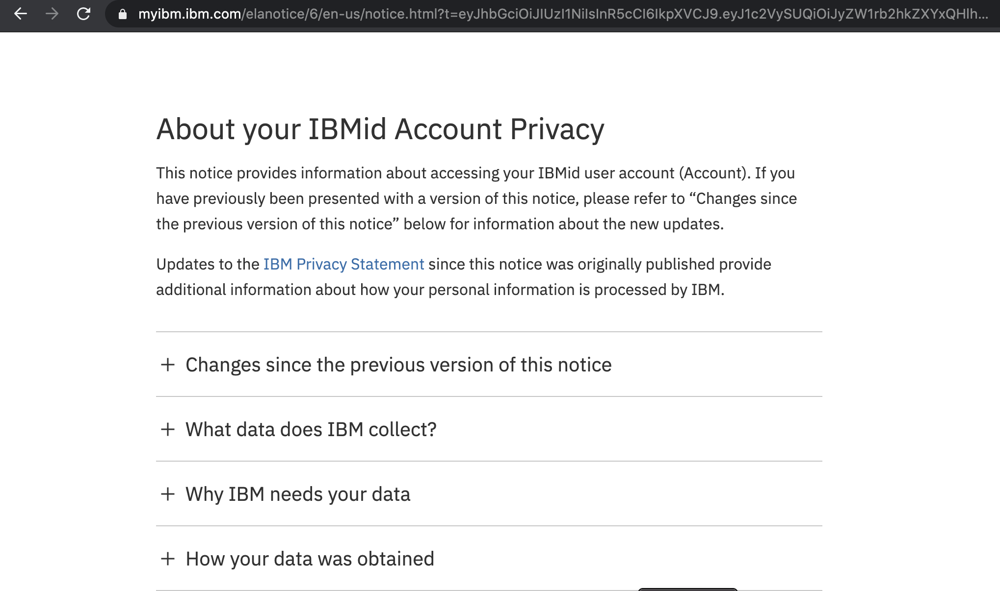 myibm.ibm.com/elanotice/6/en-us/notice.html?t=eyJhbGciOiJIUzI1NiIsInR5cCI6IkpXVCJ9.eyJ1c2VySUQiOiJyZW1rb2hkZXYxQHlh...
About your IBMid Account Privacy
This notice provides information about accessing your IBMid user account (Account). If you
have previously been presented with a version of this notice, please refer to “Changes since
the previous version of this notice” below for information about the new updates.
Updates to the IBM Privacy Statement since this notice was originally published provide
additional information about how your personal information is processed by IBM.
+ Changes since the previous version of this notice
+ What data does IBM collect?
+ Why IBM needs your data
+ How your data was obtained